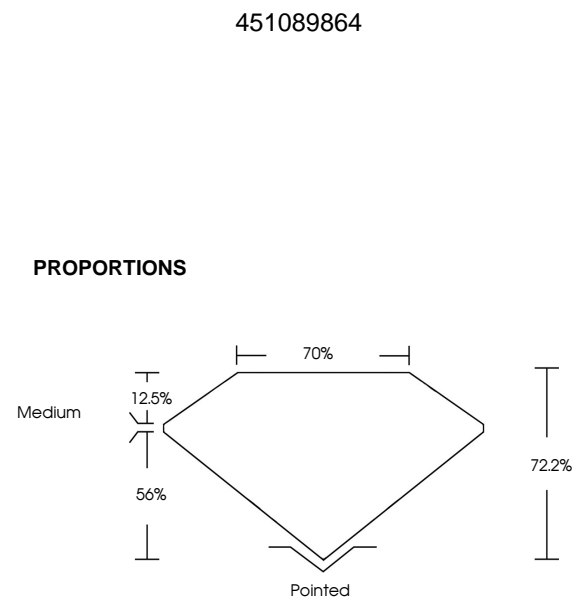 451089864
PROPORTIONS
70%
12.5%
Medium
72.2%
56%
Pointed